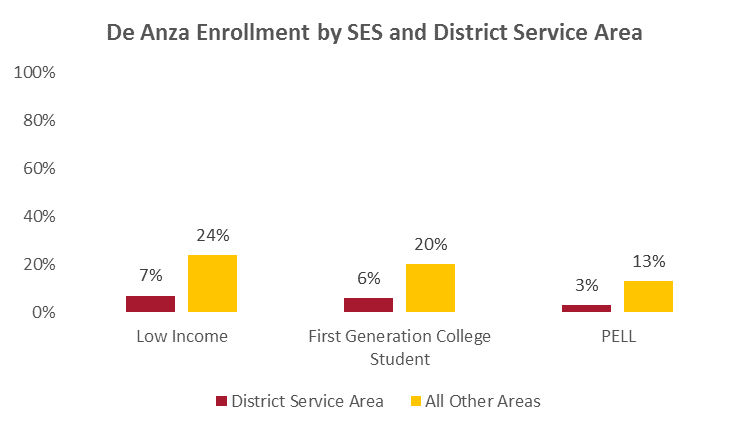 De Anza Enrollment by SES and District Service Area
100%
80%
60%
40%
20%
0%
7%
24%
6%
20%
3%
13%
Low Income
First Generation College
Student
PELL
District Service Area
All Other Areas